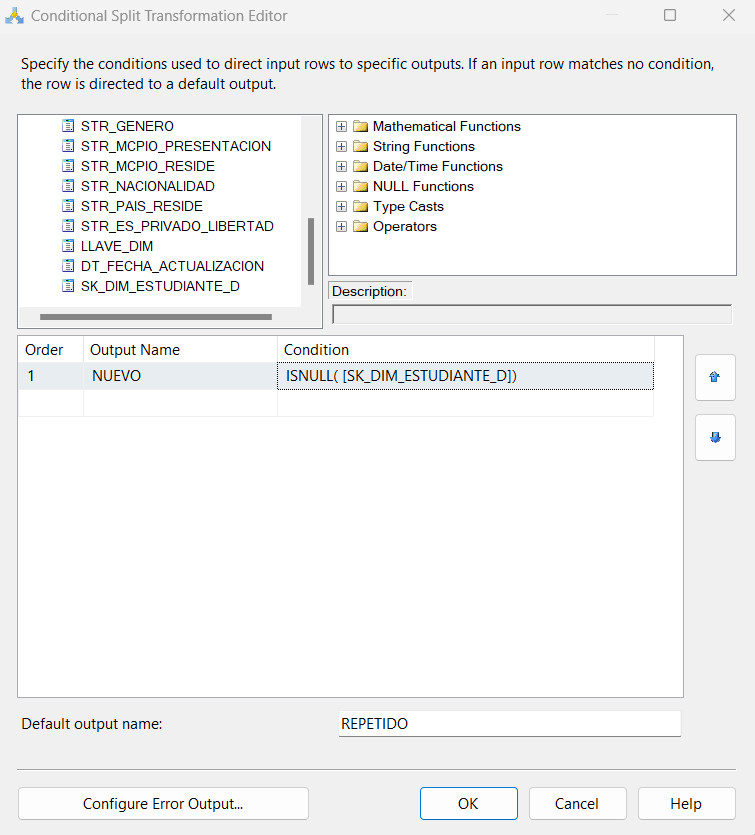 Conditional Split Transformation Editor
Specify the conditions used to direct input rows to specific outputs. If an input row matches no condition,
the row is directed to a default output.
STR_GENERO
STR_MCPIO_PRESENTACION
STR_MCPIO_RESIDE
STR_NACIONALIDAD
STR_PAIS_RESIDE
STR_ES_PRIVADO_LIBERTAD
LLAVE_DIM
DT_FECHA_ACTUALIZACION
SK_DIM_ESTUDIANTE_D
Mathematical Functions
String Functions
Date/Time Functions
NULL Functions
Type Casts
Operators
Description:
Order Output Name Condition
1 NUEVO ISNULL( [SK_DIM_ESTUDIANTE_D])
Default output name: REPETIDO
Configure Error Output... OK Cancel Help